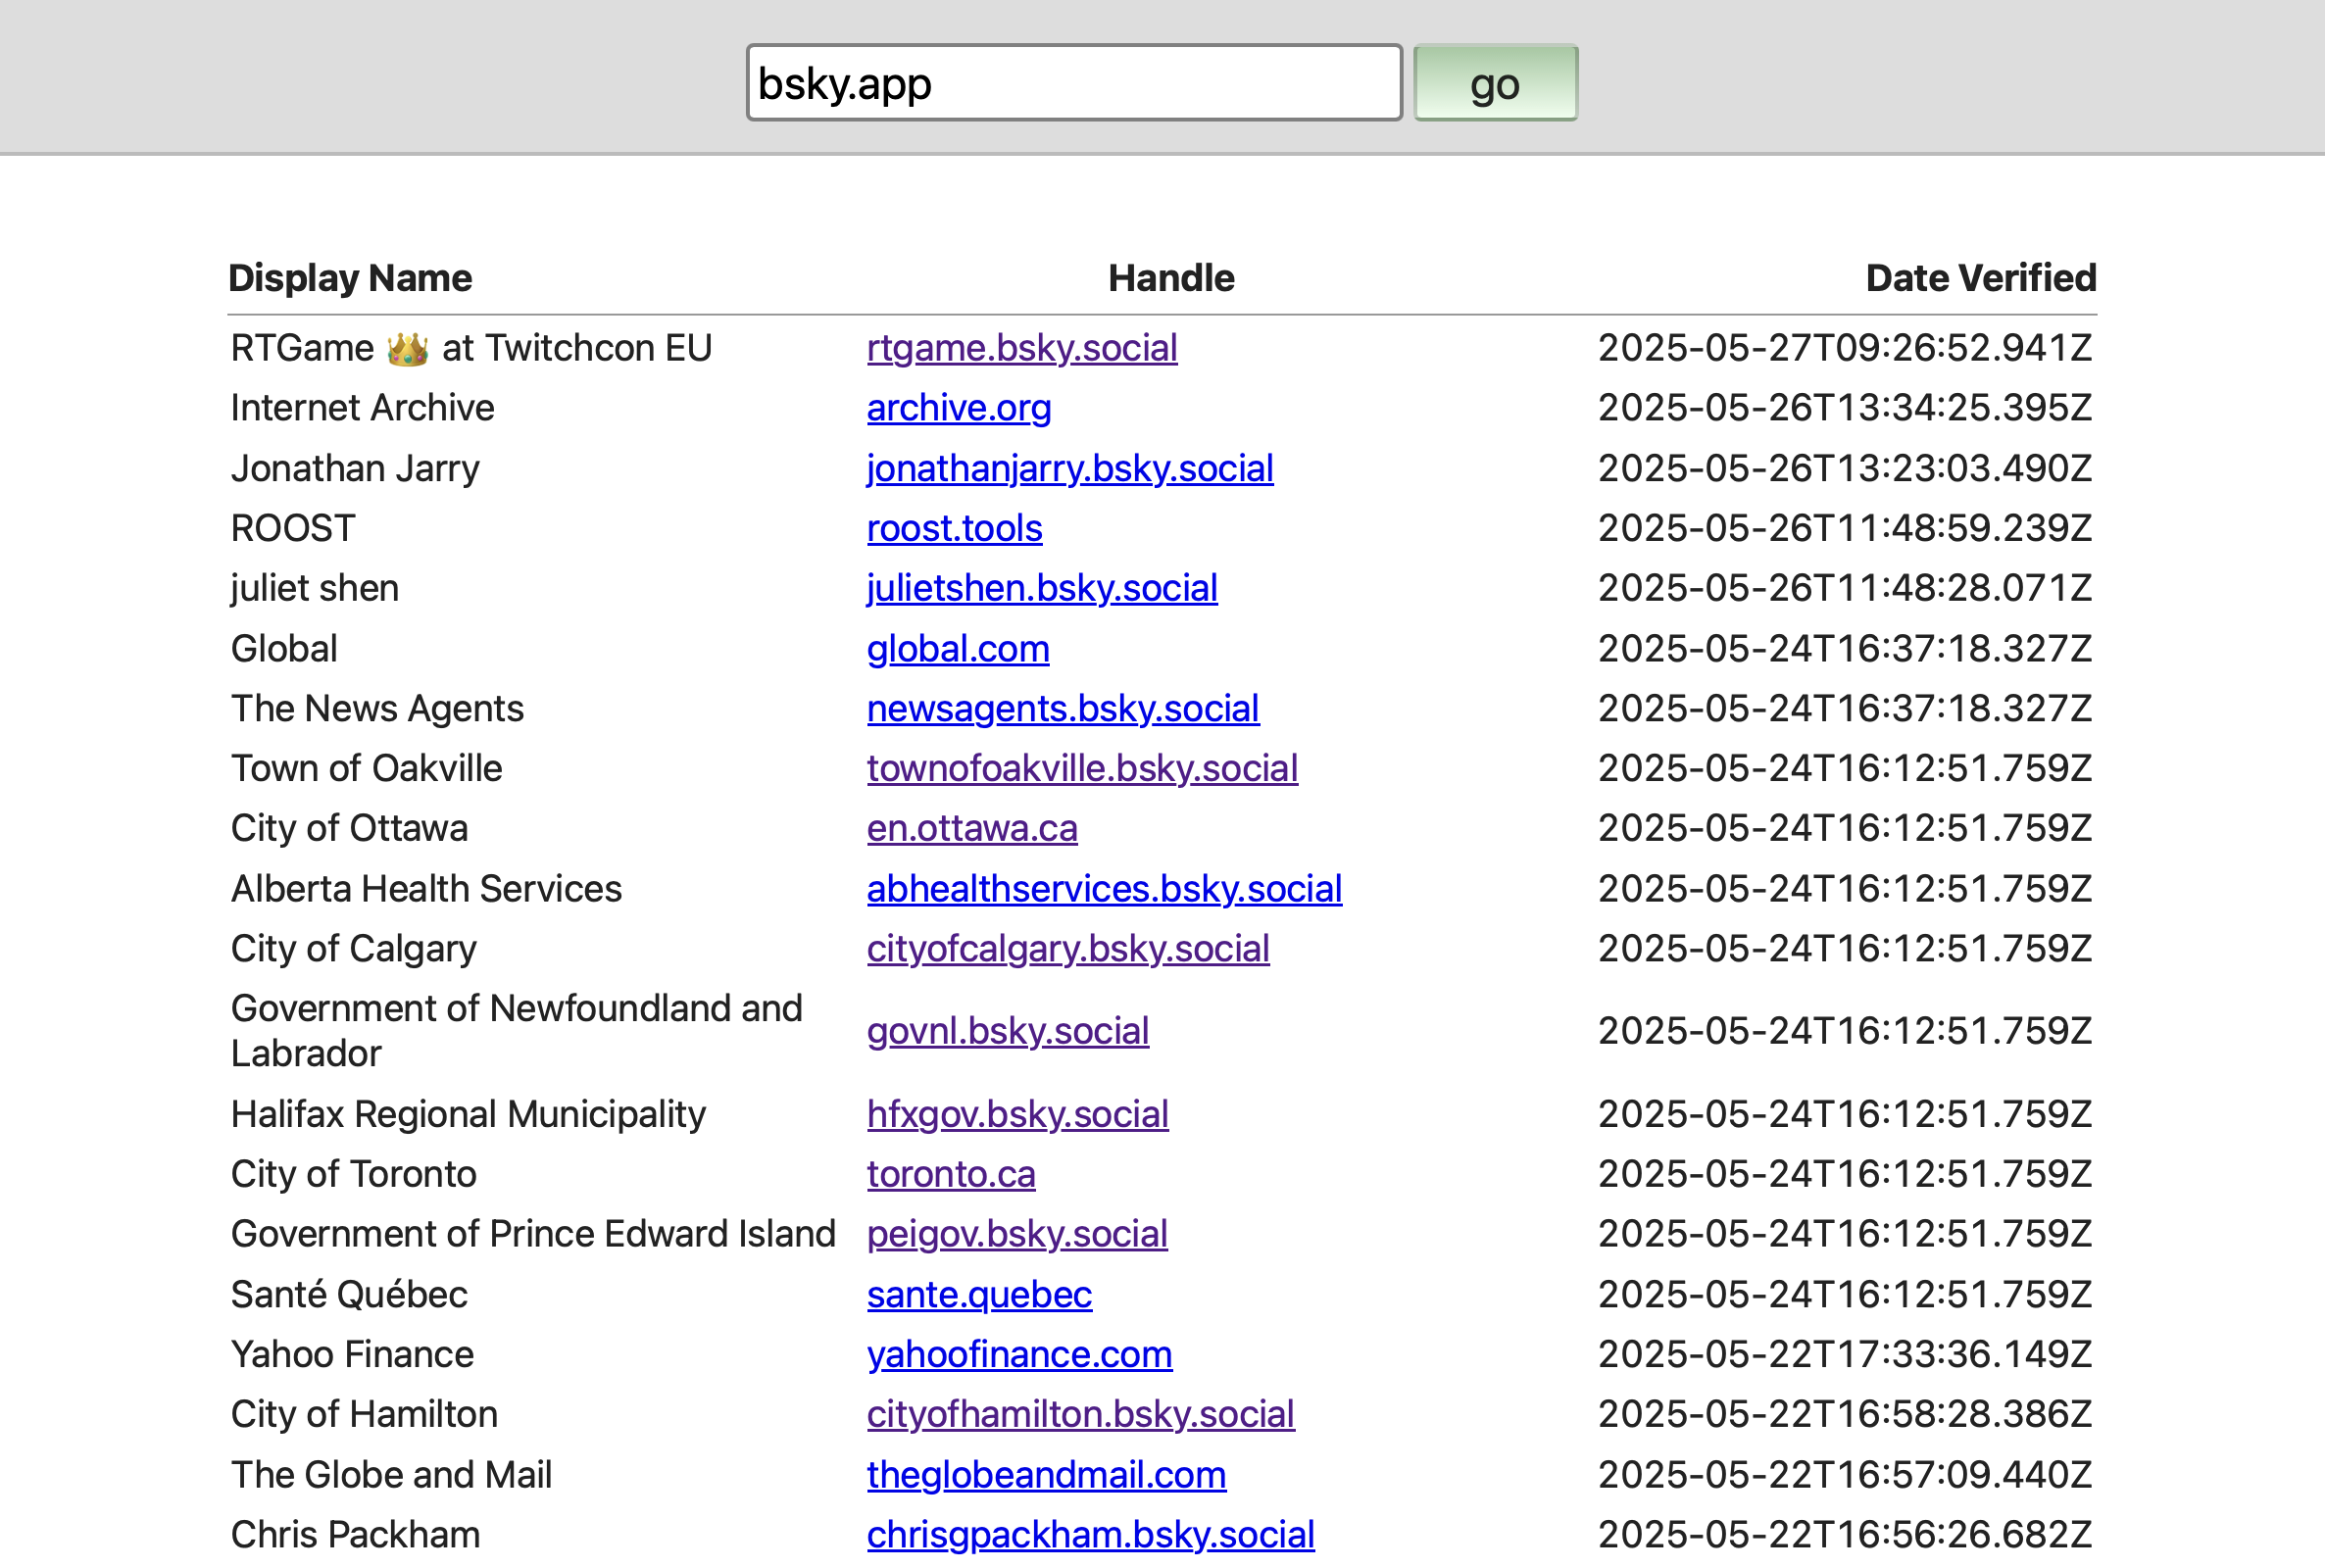 bsky.app go
Display Name Handle Date Verified
RTGame 👑 at Twitchcon EU rtgame.bsky.social 2025-05-27T09:26:52.941Z
Internet Archive archive.org 2025-05-26T13:34:25.395Z
Jonathan Jarry jonathanjarry.bsky.social 2025-05-26T13:23:03.490Z
ROOST roost.tools 2025-05-26T11:48:59.239Z
juliet shen julietshen.bsky.social 2025-05-26T11:48:28.071Z
Global global.com 2025-05-24T16:37:18.327Z
The News Agents newsagents.bsky.social 2025-05-24T16:37:18.327Z
Town of Oakville townofoakville.bsky.social 2025-05-24T16:12:51.759Z
City of Ottawa en.ottawa.ca 2025-05-24T16:12:51.759Z
Alberta Health Services abhealthservices.bsky.social 2025-05-24T16:12:51.759Z
City of Calgary cityofcalgary.bsky.social 2025-05-24T16:12:51.759Z
Government of Newfoundland and
Labrador govnl.bsky.social 2025-05-24T16:12:51.759Z
Halifax Regional Municipality hfxgov.bsky.social 2025-05-24T16:12:51.759Z
City of Toronto toronto.ca 2025-05-24T16:12:51.759Z
Government of Prince Edward Island peigov.bsky.social 2025-05-24T16:12:51.759Z
Santé Québec sante.quebec 2025-05-24T16:12:51.759Z
Yahoo Finance yahoofinance.com 2025-05-22T17:33:36.149Z
City of Hamilton cityofhamilton.bsky.social 2025-05-22T16:58:28.386Z
The Globe and Mail theglobeandmail.com 2025-05-22T16:57:09.440Z
Chris Packham chrisgpackham.bsky.social 2025-05-22T16:56:26.682Z